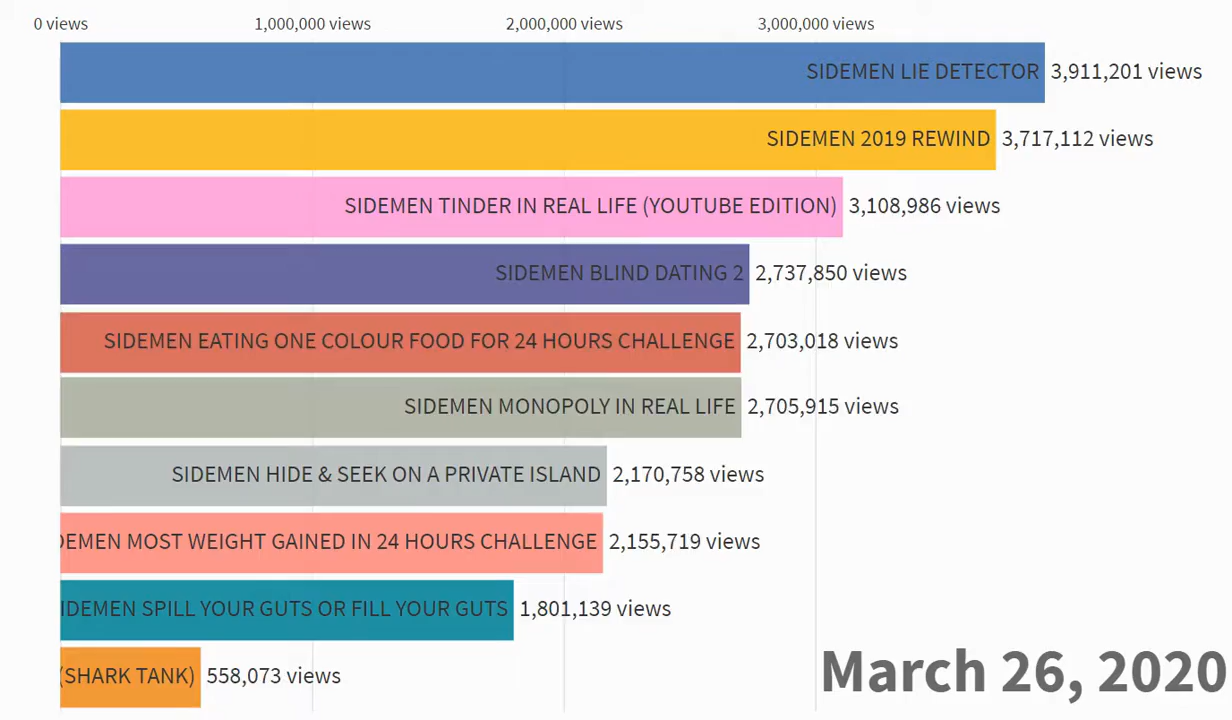 0 views 1,000,000 views 2,000,000 views 3,000,000 views
SIDEMEN LIE DETECTOR 3,911,201 views
SIDEMEN 2019 REWIND 3,717,112 views
SIDEMEN TINDER IN REAL LIFE (YOUTUBE EDITION) 3,108,986 views
SIDEMEN BLIND DATING 2 2,737,850 views
SIDEMEN EATING ONE COLOUR FOOD FOR 24 HOURS CHALLENGE 2,703,018 views
SIDEMEN MONOPOLY IN REAL LIFE 2,705,915 views
SIDEMEN HIDE & SEEK ON A PRIVATE ISLAND 2,170,758 views
DEMEN MOST WEIGHT GAINED IN 24 HOURS CHALLENGE 2,155,719 views
IDEMEN SPILL YOUR GUTS OR FILL YOUR GUTS 1,801,139 views
(SHARK TANK) 558,073 views
March 26, 2020